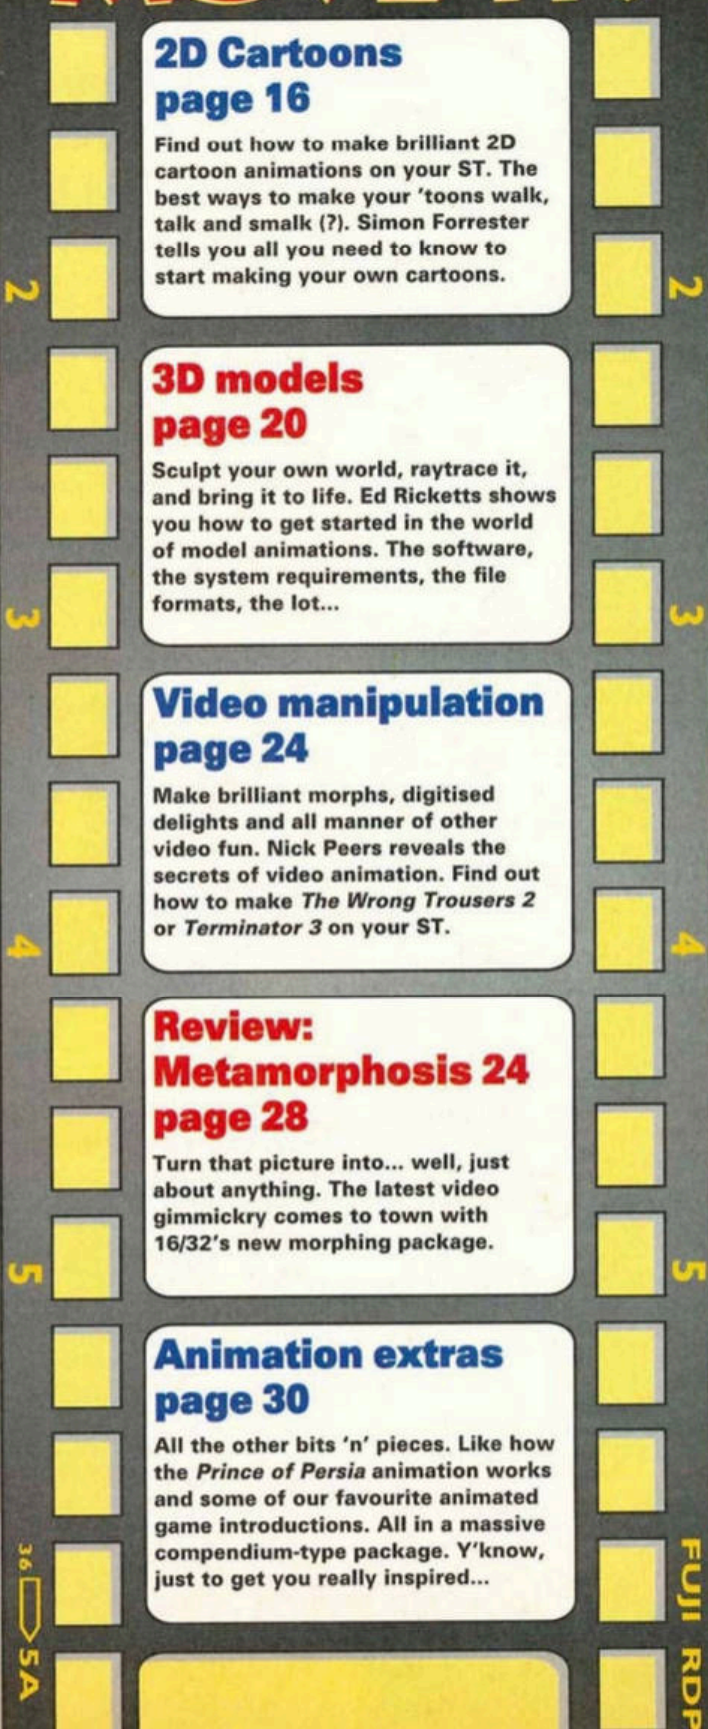 2D Cartoons
page 16
Find out how to make brilliant 2D
cartoon animations on your ST. The
best ways to make your 'toons walk,
talk and smalk (?). Simon Forrester
tells you all you need to know to
start making your own cartoons.
2
2
3D models
page 20
Sculpt your own world, raytrace it,
and bring it to life. Ed Ricketts shows
you how to get started in the world
of model animations. The software,
the system requirements, the file
formats, the lot...
3
3
Video manipulation
page 24
Make brilliant morphs, digitised
delights and all manner of other
video fun. Nick Peers reveals the
secrets of video animation. Find out
how to make The Wrong Trousers 2
or Terminator 3 on your ST.
4
4
Review:
Metamorphosis 24
page 28
Turn that picture into... well, just
about anything. The latest video
gimmickry comes to town with
16/32's new morphing package.
5
5
Animation extras
page 30
All the other bits 'n' pieces. Like how
the Prince of Persia animation works
and some of our favourite animated
game introductions. All in a massive
compendium-type package. Y'know,
just to get you really inspired...
36 5A
FUJI RDP